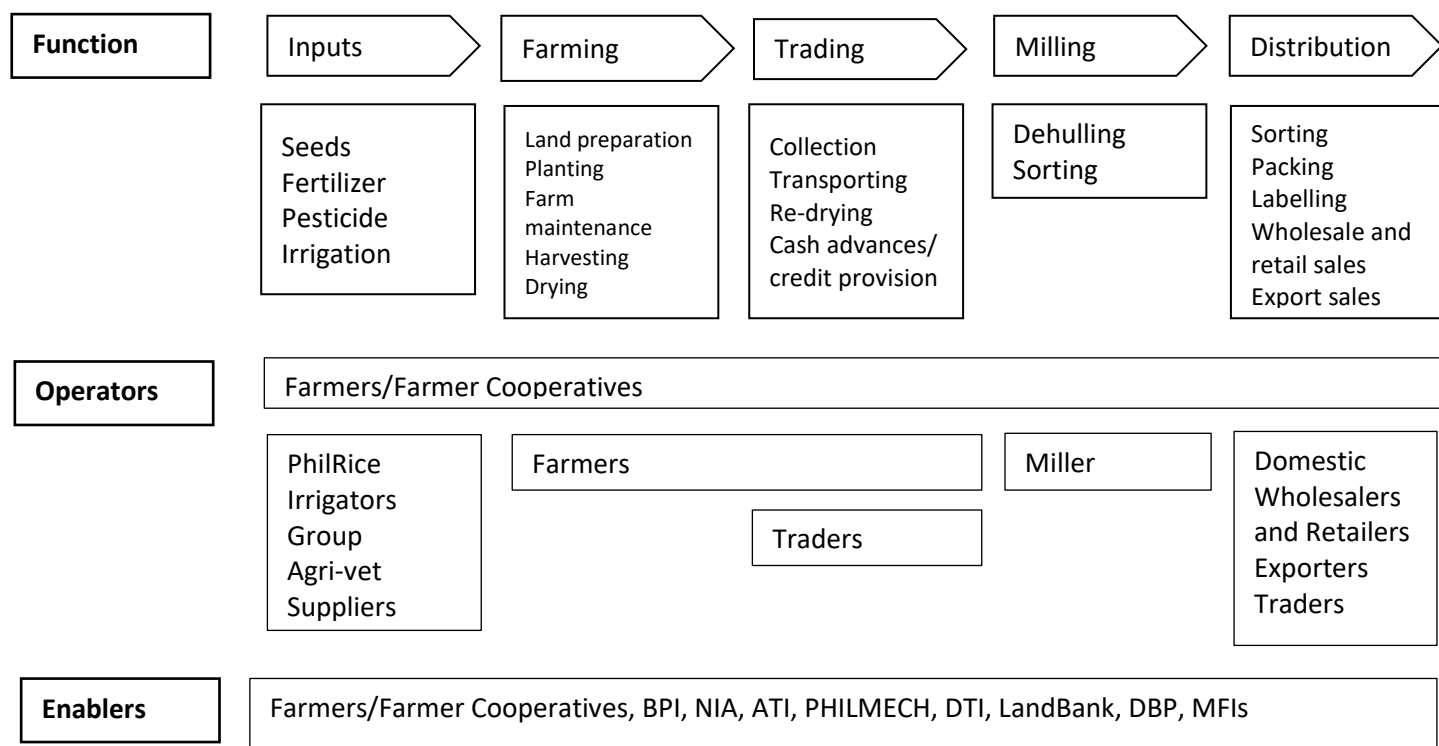 Function
Inputs
Farming
Trading
Milling
Distribution
Seeds
Fertilizer
Pesticide
Irrigation
Land preparation
Planting
Farm
maintenance
Harvesting
Drying
Collection
Transporting
Re-drying
Cash advances/
credit provision
Dehulling
Sorting
Sorting
Packing
Labelling
Wholesale and
retail sales
Export sales
Operators
Farmers/Farmer Cooperatives
PhilRice
Irrigators
Group
Agri-vet
Suppliers
Farmers
Traders
Miller
Domestic
Wholesalers
and Retailers
Exporters
Traders
Enablers
Farmers/Farmer Cooperatives, BPI, NIA, ATI, PHILMECH, DTI, LandBank, DBP, MFIs